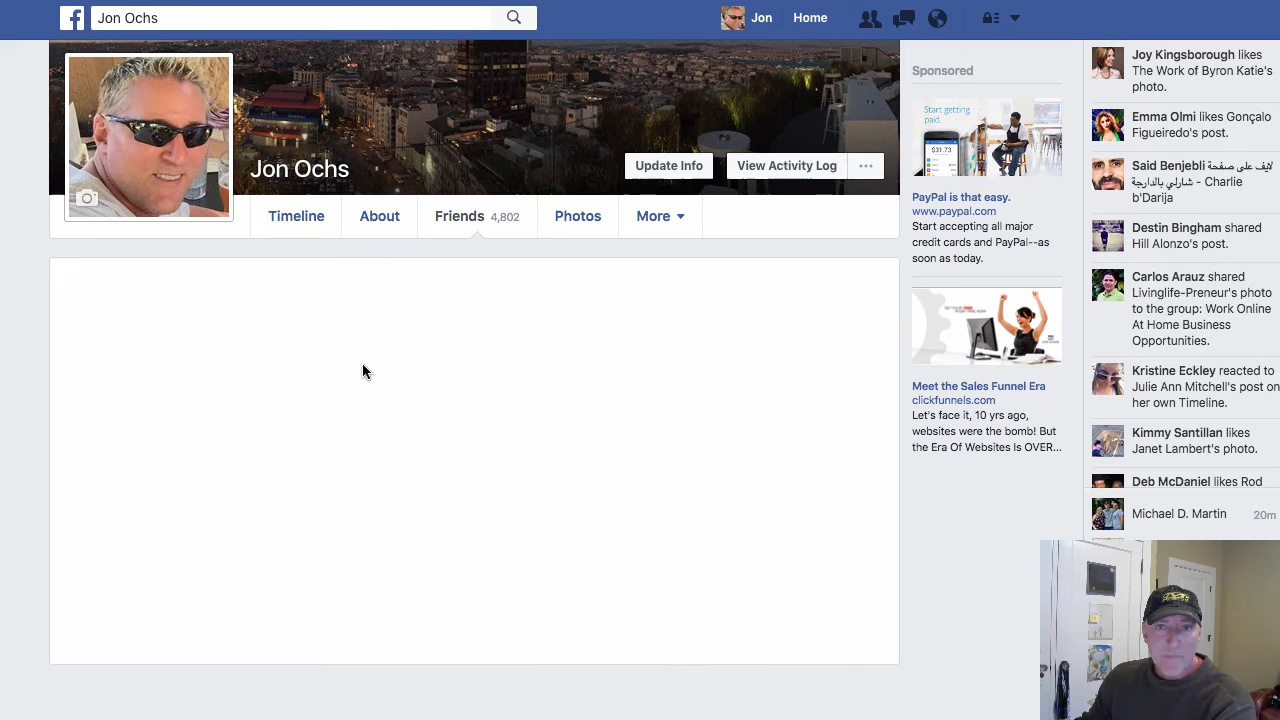 Jon Ochs
Jon
Home
Jon Ochs
Update Info
View Activity Log
Timeline
About
Friends 4,802
Photos
More
Sponsored
Start getting
paid.
$31.73
PayPal is that easy.
www.paypal.com
Start accepting all major
credit cards and PayPal--as
soon as today.
Meet the Sales Funnel Era
clickfunnels.com
Let's face it, 10 yrs ago,
websites were the bomb! But
the Era Of Websites Is OVER...
Joy Kingsborough likes
The Work of Byron Katie's
photo.
Emma Olmi likes Gonçalo
Figueiredo's post.
Said Benjebli لايف على صفحة
شارلي بالدارجة - Charlie
b'Darija
Destin Bingham shared
Hill Alonzo's post.
Carlos Arauz shared
Livinglife-Preneur's photo
to the group: Work Online
At Home Business
Opportunities.
Kristine Eckley reacted to
Julie Ann Mitchell's post on
her own Timeline.
Kimmy Santillan likes
Janet Lambert's photo.
Deb McDaniel likes Rod
Michael D. Martin 20m